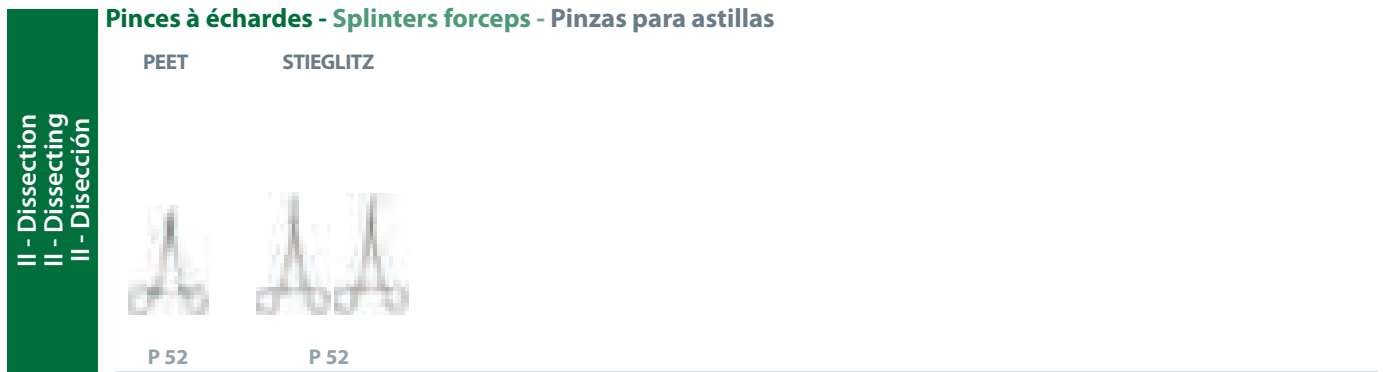 Pinces à échardes - Splinters forceps - Pinzas para astillas
PEET STIEGLITZ
II - Dissection
II - Dissecting
II - Disección
P 52 P 52